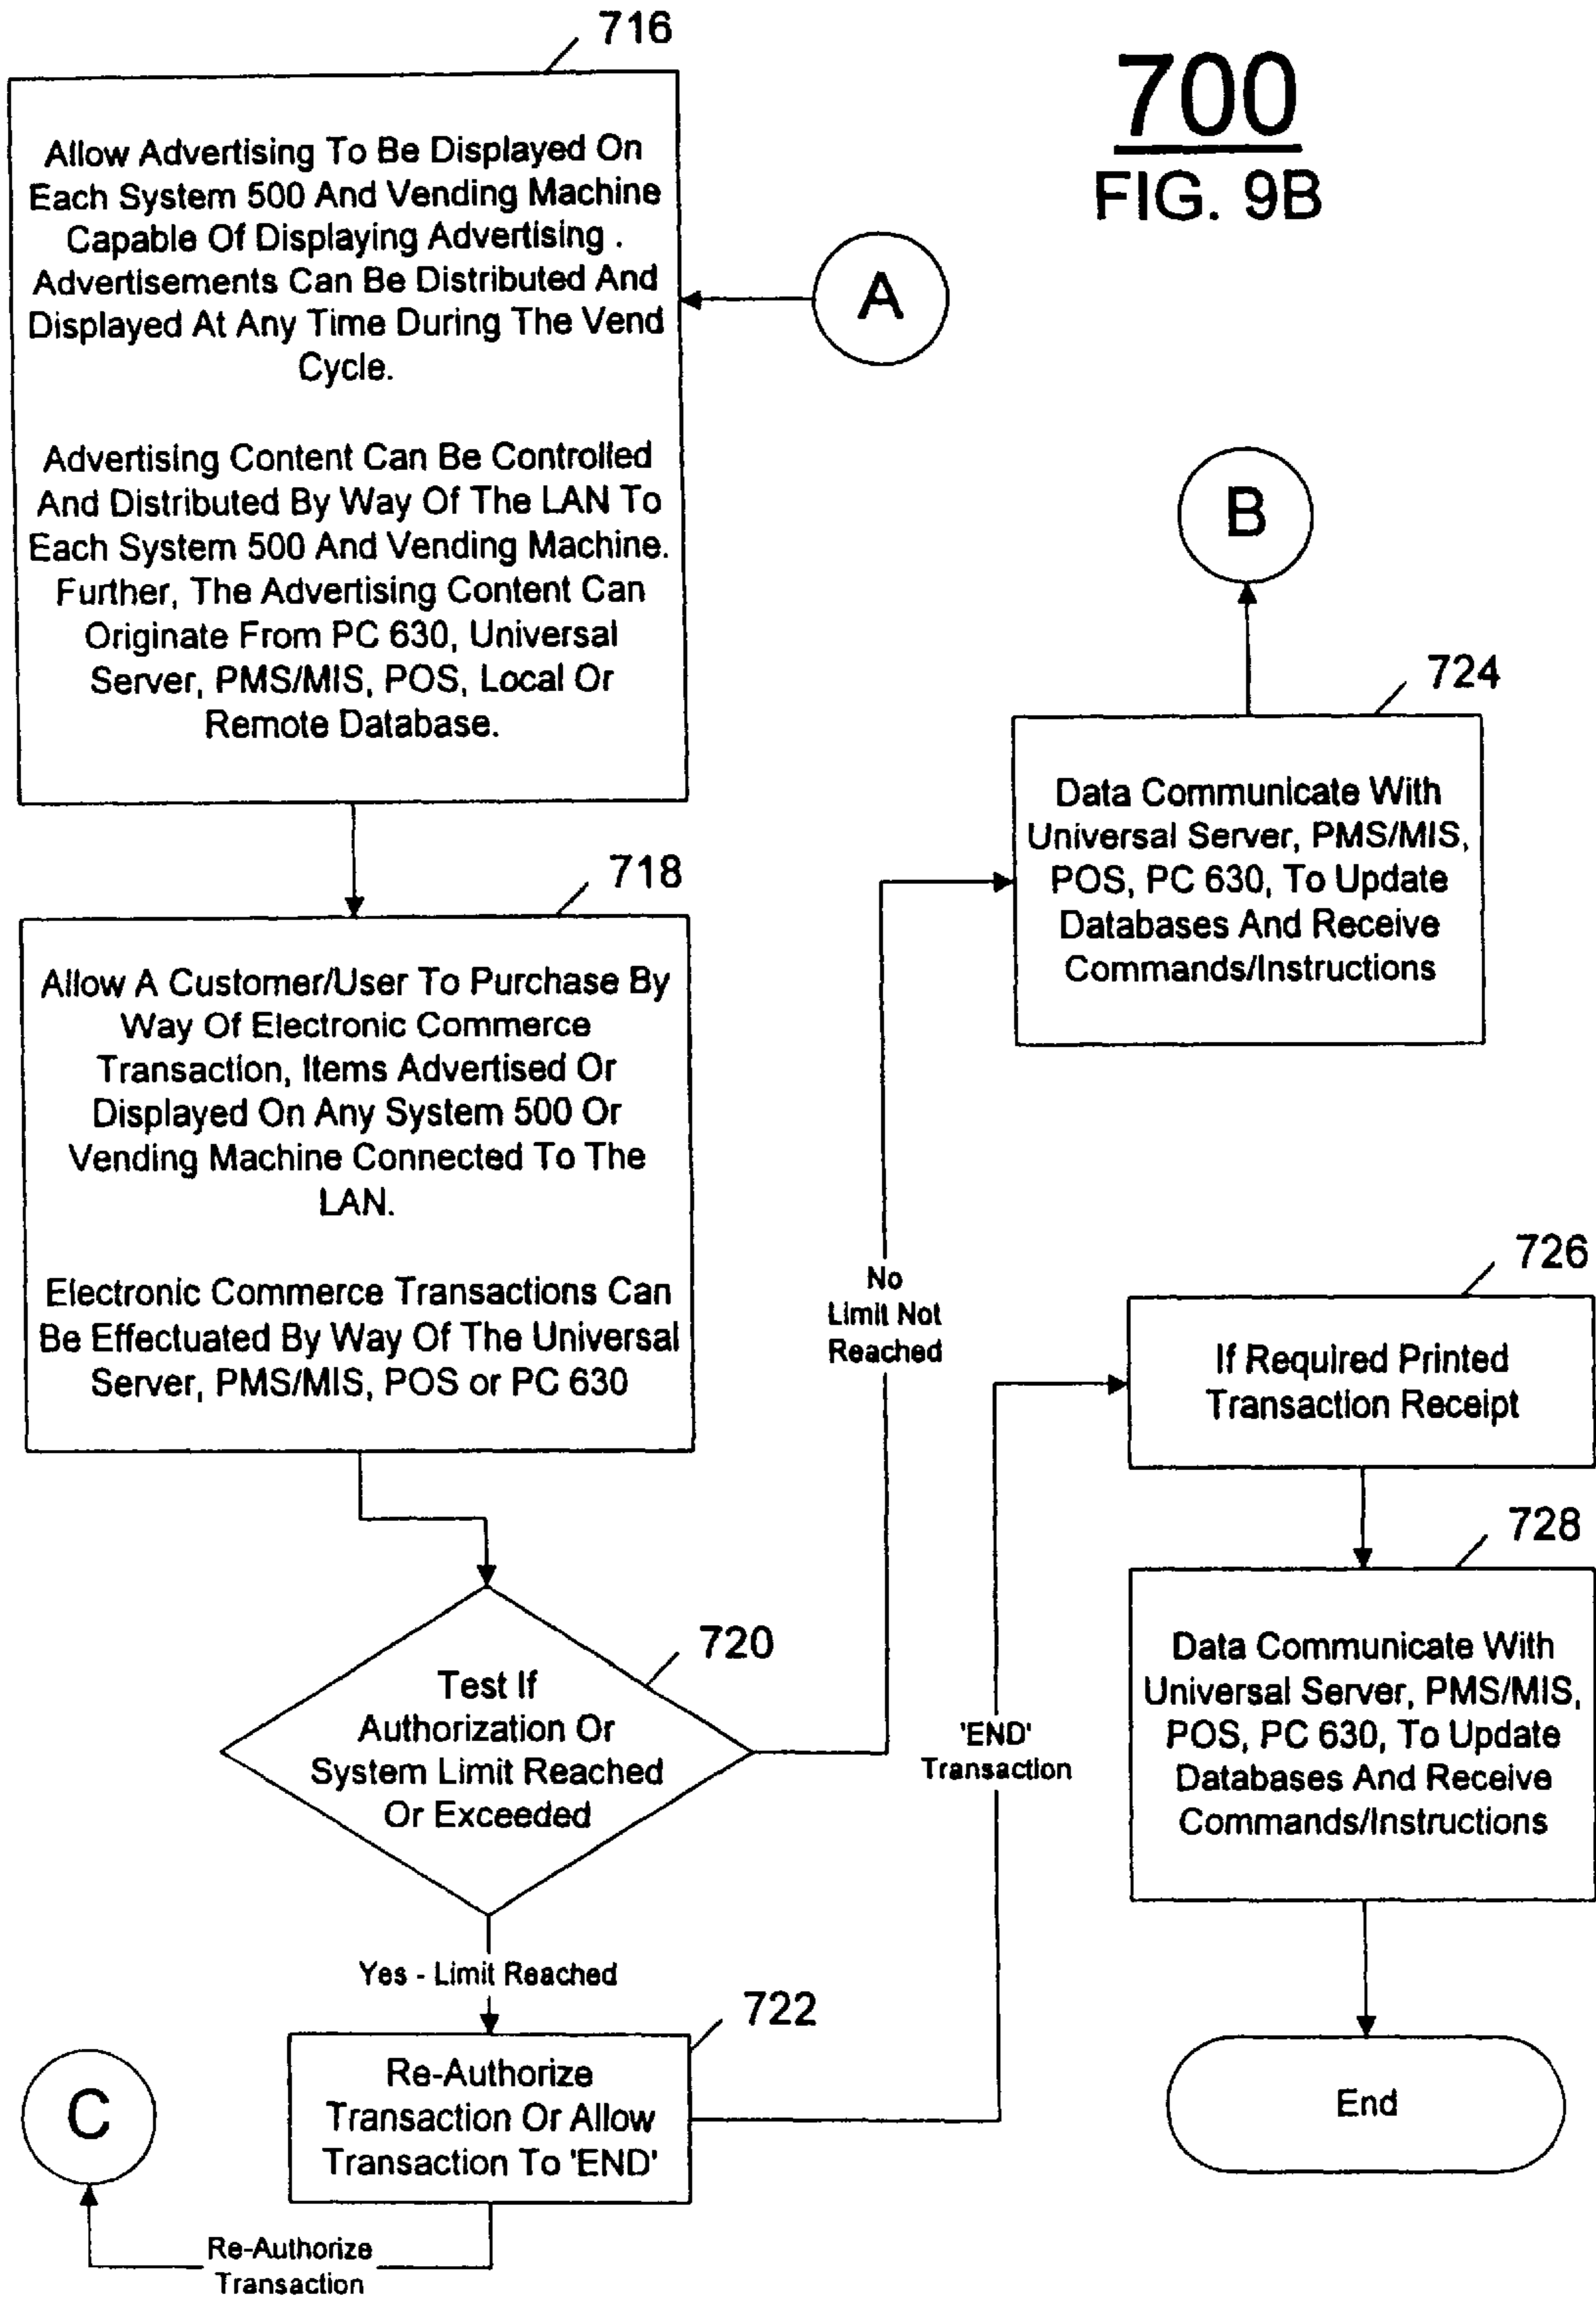 716
700
FIG. 9B
Allow Advertising To Be Displayed On
Each System 500 And Vending Machine
Capable Of Displaying Advertising .
Advertisements Can Be Distributed And
Displayed At Any Time During The Vend
Cycle.
Advertising Content Can Be Controlled
And Distributed By Way Of The LAN To
Each System 500 And Vending Machine.
Further, The Advertising Content Can
Originate From PC 630, Universal
Server, PMS/MIS, POS, Local Or
Remote Database.
A
B
724
Data Communicate With
Universal Server, PMS/MIS,
POS, PC 630, To Update
Databases And Receive
Commands/Instructions
718
Allow A Customer/User To Purchase By
Way Of Electronic Commerce
Transaction, Items Advertised Or
Displayed On Any System 500 Or
Vending Machine Connected To The
LAN.
Electronic Commerce Transactions Can
Be Effectuated By Way Of The Universal
Server, PMS/MIS, POS or PC 630
No
Limit Not
Reached
726
If Required Printed
Transaction Receipt
720
Test If
Authorization Or
System Limit Reached
Or Exceeded
'END'
Transaction
728
Data Communicate With
Universal Server, PMS/MIS,
POS, PC 630, To Update
Databases And Receive
Commands/Instructions
Yes - Limit Reached
722
Re-Authorize
Transaction Or Allow
Transaction To 'END'
C
Re-Authorize
Transaction
End